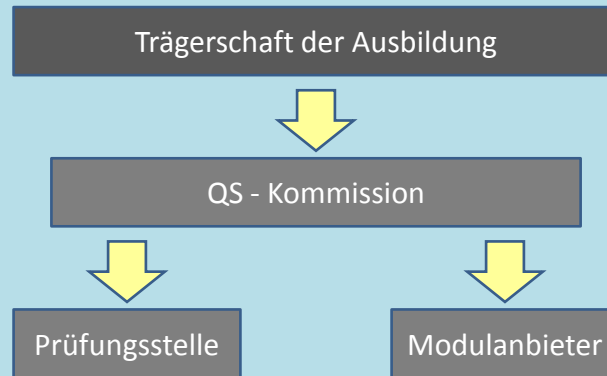 Trägerschaft der Ausbildung
QS - Kommission
Prüfungsstelle
Modulanbieter